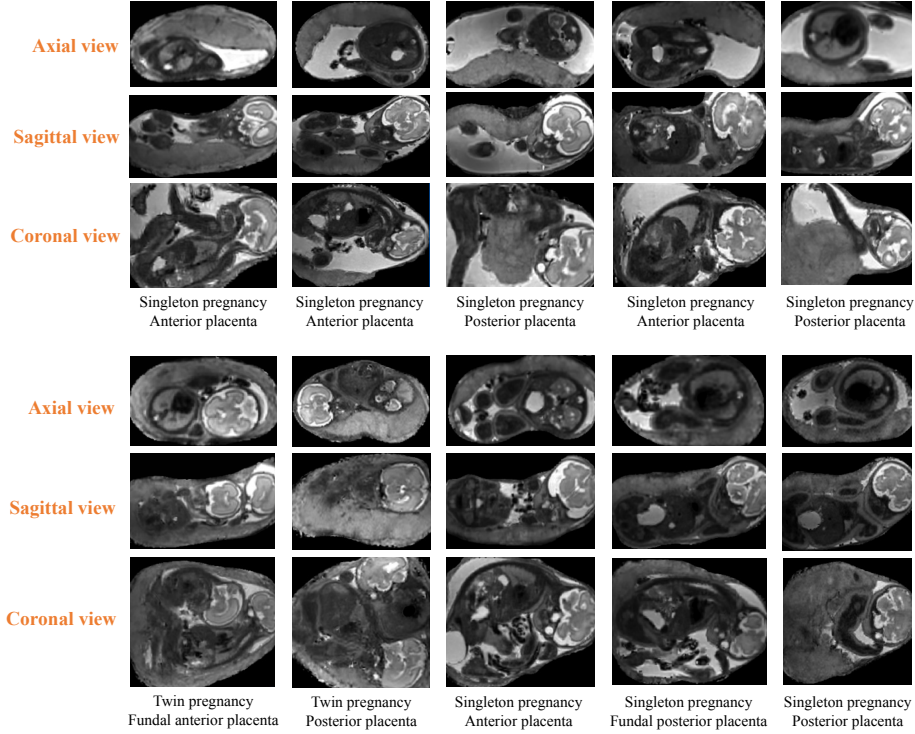 Axial view
Sagittal view
Coronal view
Singleton pregnancy
Anterior placenta
Singleton pregnancy
Anterior placenta
Singleton pregnancy
Posterior placenta
Singleton pregnancy
Anterior placenta
Singleton pregnancy
Posterior placenta
Axial view
Sagittal view
Coronal view
Twin pregnancy
Fundal anterior placenta
Twin pregnancy
Posterior placenta
Singleton pregnancy
Anterior placenta
Singleton pregnancy
Fundal posterior placenta
Singleton pregnancy
Posterior placenta